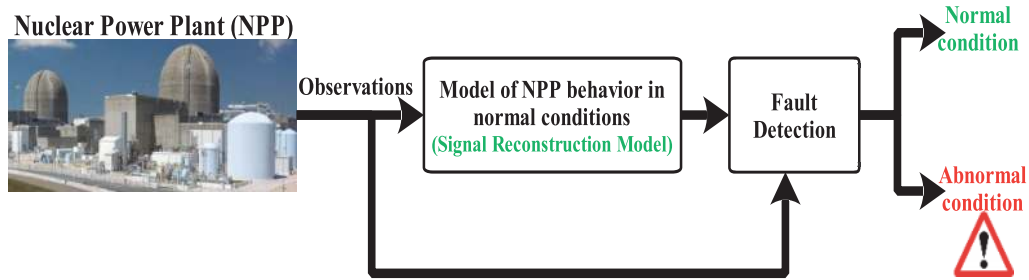 Nuclear Power Plant (NPP)
Observations
Model of NPP behavior in
normal conditions
(Signal Reconstruction Model)
Fault
Detection
Normal
condition
Abnormal
condition
!